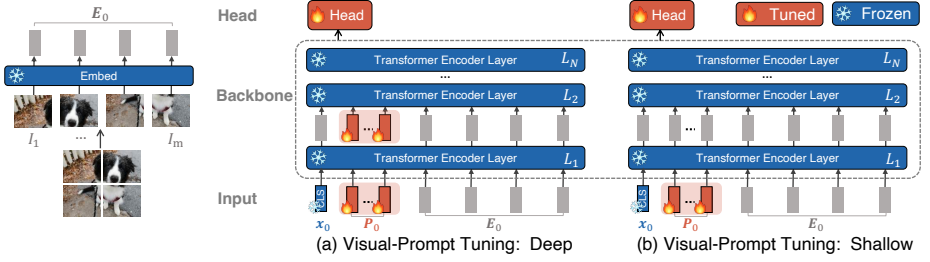 E₀
Embed
I₁ ... Iₘ
Head
Backbone
Input
Head
Transformer Encoder Layer L_N
...
Transformer Encoder Layer L₂
...
Transformer Encoder Layer L₁
CLS ...
x₀ P₀ E₀
(a) Visual-Prompt Tuning: Deep
Head
Tuned
Frozen
Transformer Encoder Layer L_N
...
Transformer Encoder Layer L₂
...
Transformer Encoder Layer L₁
CLS ...
x₀ P₀ E₀
(b) Visual-Prompt Tuning: Shallow